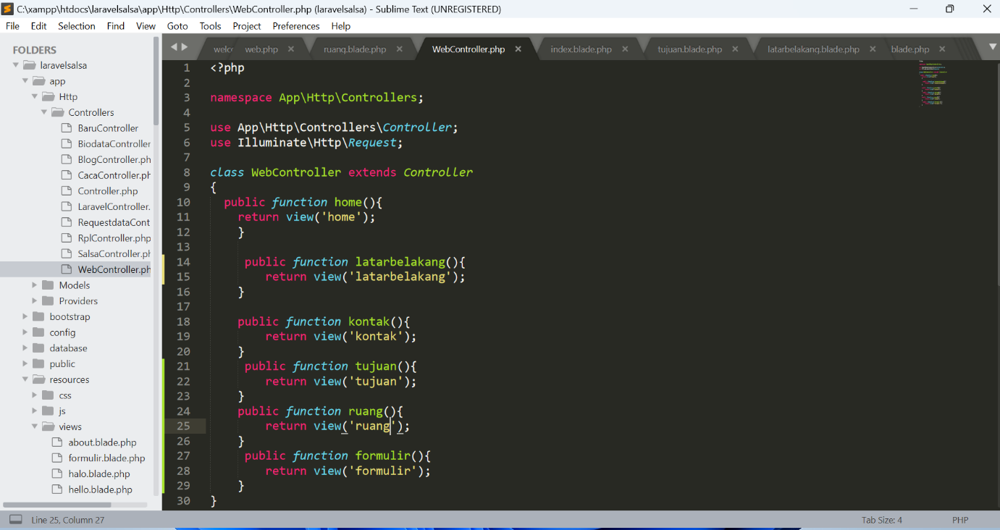 C:\xampp\htdocs\laravelsalsa\app\Http\Controllers\WebController.php (laravelsalsa) - Sublime Text (UNREGISTERED)
File Edit Selection Find View Goto Tools Project Preferences Help
FOLDERS
laravelsalsa
app
Http
Controllers
BaruController
BiodataController
BlogController.ph
CacaController.ph
Controller.php
LaravelController.
RequestdataCont
RplController.php
SalsaController.ph
WebController.ph
Models
Providers
bootstrap
config
database
public
resources
css
js
views
about.blade.php
formulir.blade.php
halo.blade.php
hello.blade.php
welc web.php × ruang.blade.php × WebController.php × index.blade.php × tujuan.blade.php × latarbelakang.blade.php × blade.php ×
1 <?php
2
3 namespace App\Http\Controllers;
4
5 use App\Http\Controllers\Controller;
6 use Illuminate\Http\Request;
7
8 class WebController extends Controller
9 {
10 public function home(){
11 return view('home');
12 }
13
14 public function latarbelakang(){
15 return view('latarbelakang');
16 }
17
18 public function kontak(){
19 return view('kontak');
20 }
21 public function tujuan(){
22 return view('tujuan');
23 }
24 public function ruang(){
25 return view('ruang');
26 }
27 public function formulir(){
28 return view('formulir');
29 }
30 }
Line 25, Column 27 Tab Size: 4 PHP